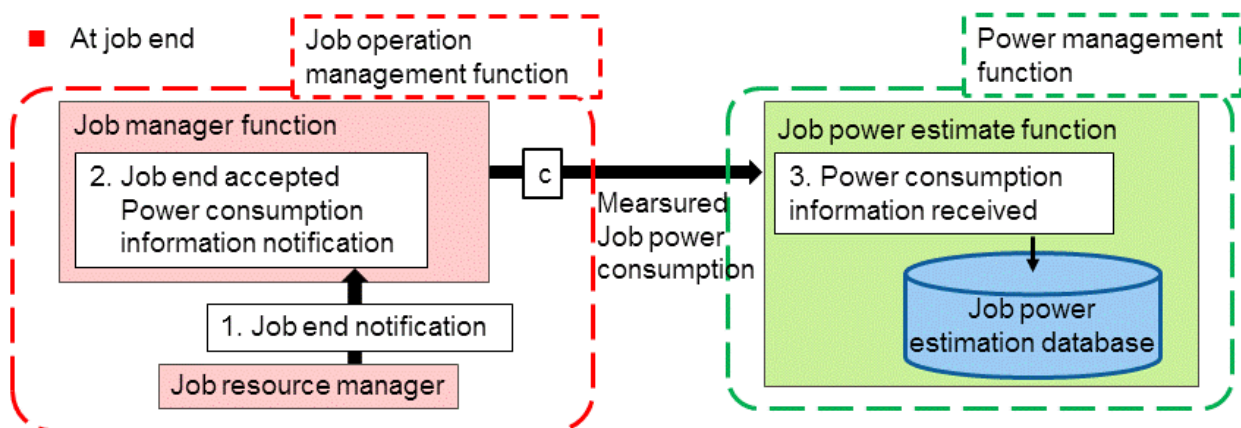 ■ At job end
Job operation
management function
Power management
function
Job manager function
2. Job end accepted
Power consumption
information notification
1. Job end notification
Job resource manager
c
Mearsured
Job power
consumption
Job power estimate function
3. Power consumption
information received
Job power
estimation database